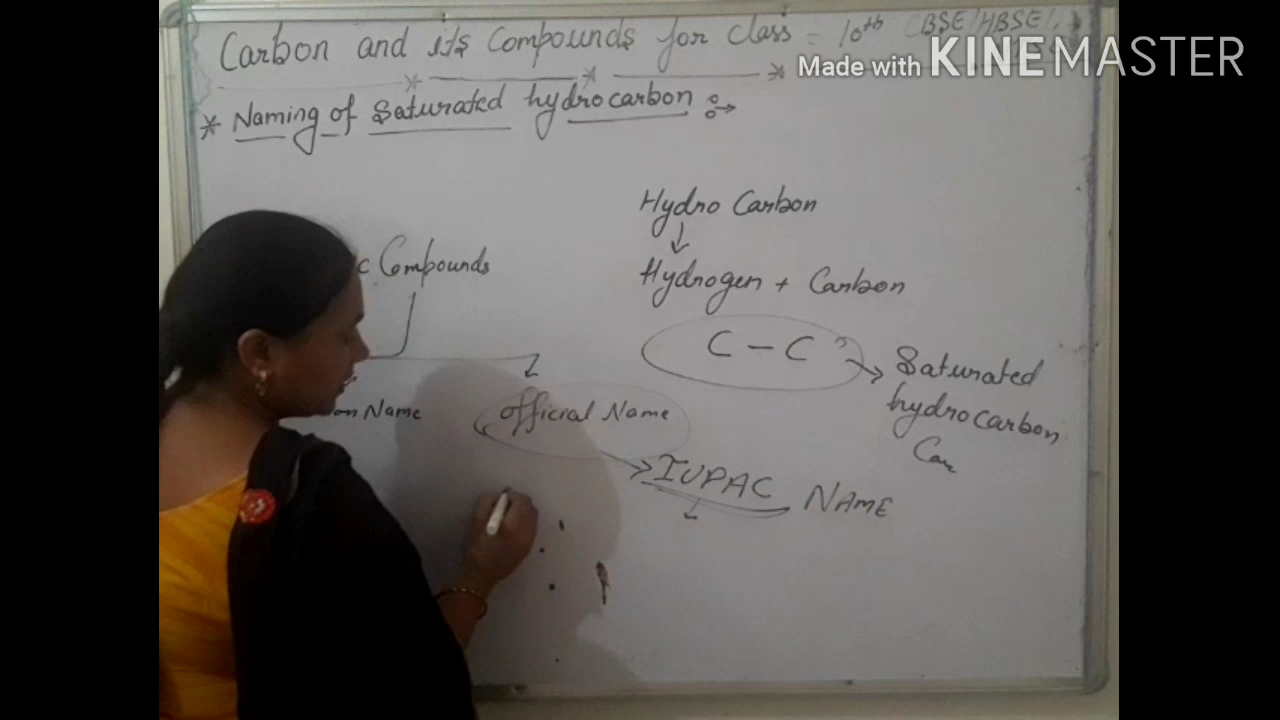 Carbon and its Compounds for class = 10th CBSE/HBSE/
Made with KINEMASTER
* Naming of Saturated hydrocarbon
Hydro Carbon
c Compounds
Hydrogen + Carbon
C - C
Saturated
hydrocarbon
on Name
Official Name
IUPAC NAME